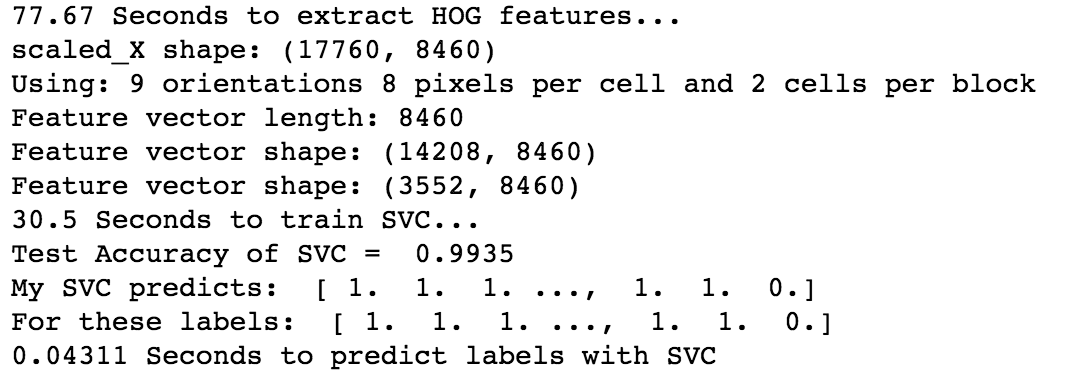 77.67 Seconds to extract HOG features...
scaled_X shape: (17760, 8460)
Using: 9 orientations 8 pixels per cell and 2 cells per block
Feature vector length: 8460
Feature vector shape: (14208, 8460)
Feature vector shape: (3552, 8460)
30.5 Seconds to train SVC...
Test Accuracy of SVC =  0.9935
My SVC predicts:  [ 1.  1.  1. ...,  1.  1.  0.]
For these labels:  [ 1.  1.  1. ...,  1.  1.  0.]
0.04311 Seconds to predict labels with SVC